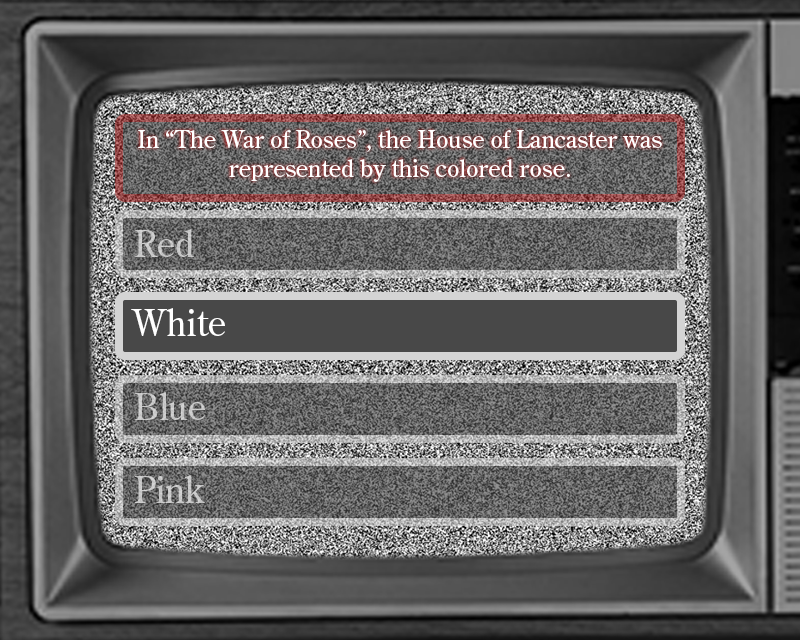 In “The War of Roses”, the House of Lancaster was
represented by this colored rose.
Red
White
Blue
Pink